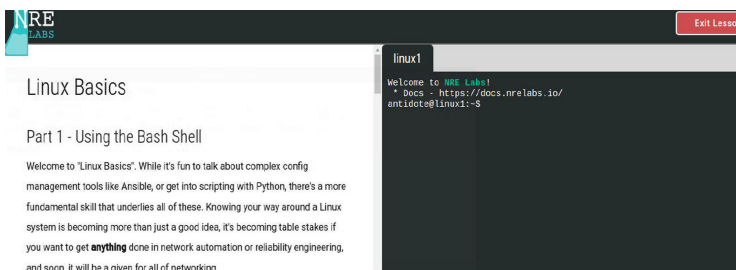 NRE
LABS
Exit Lesso
linux1
Linux Basics
Part 1 - Using the Bash Shell
Welcome to "Linux Basics". While it's fun to talk about complex config
management tools like Ansible, or get into scripting with Python, there's a more
fundamental skill that underlies all of these. Knowing your way around a Linux
system is becoming more than just a good idea, it's becoming table stakes if
you want to get anything done in network automation or reliability engineering,
and soon, it will be a given for all of networking.
Welcome to NRE Labs!
* Docs - https://docs.nrelabs.io/
antidote@linux1:~$